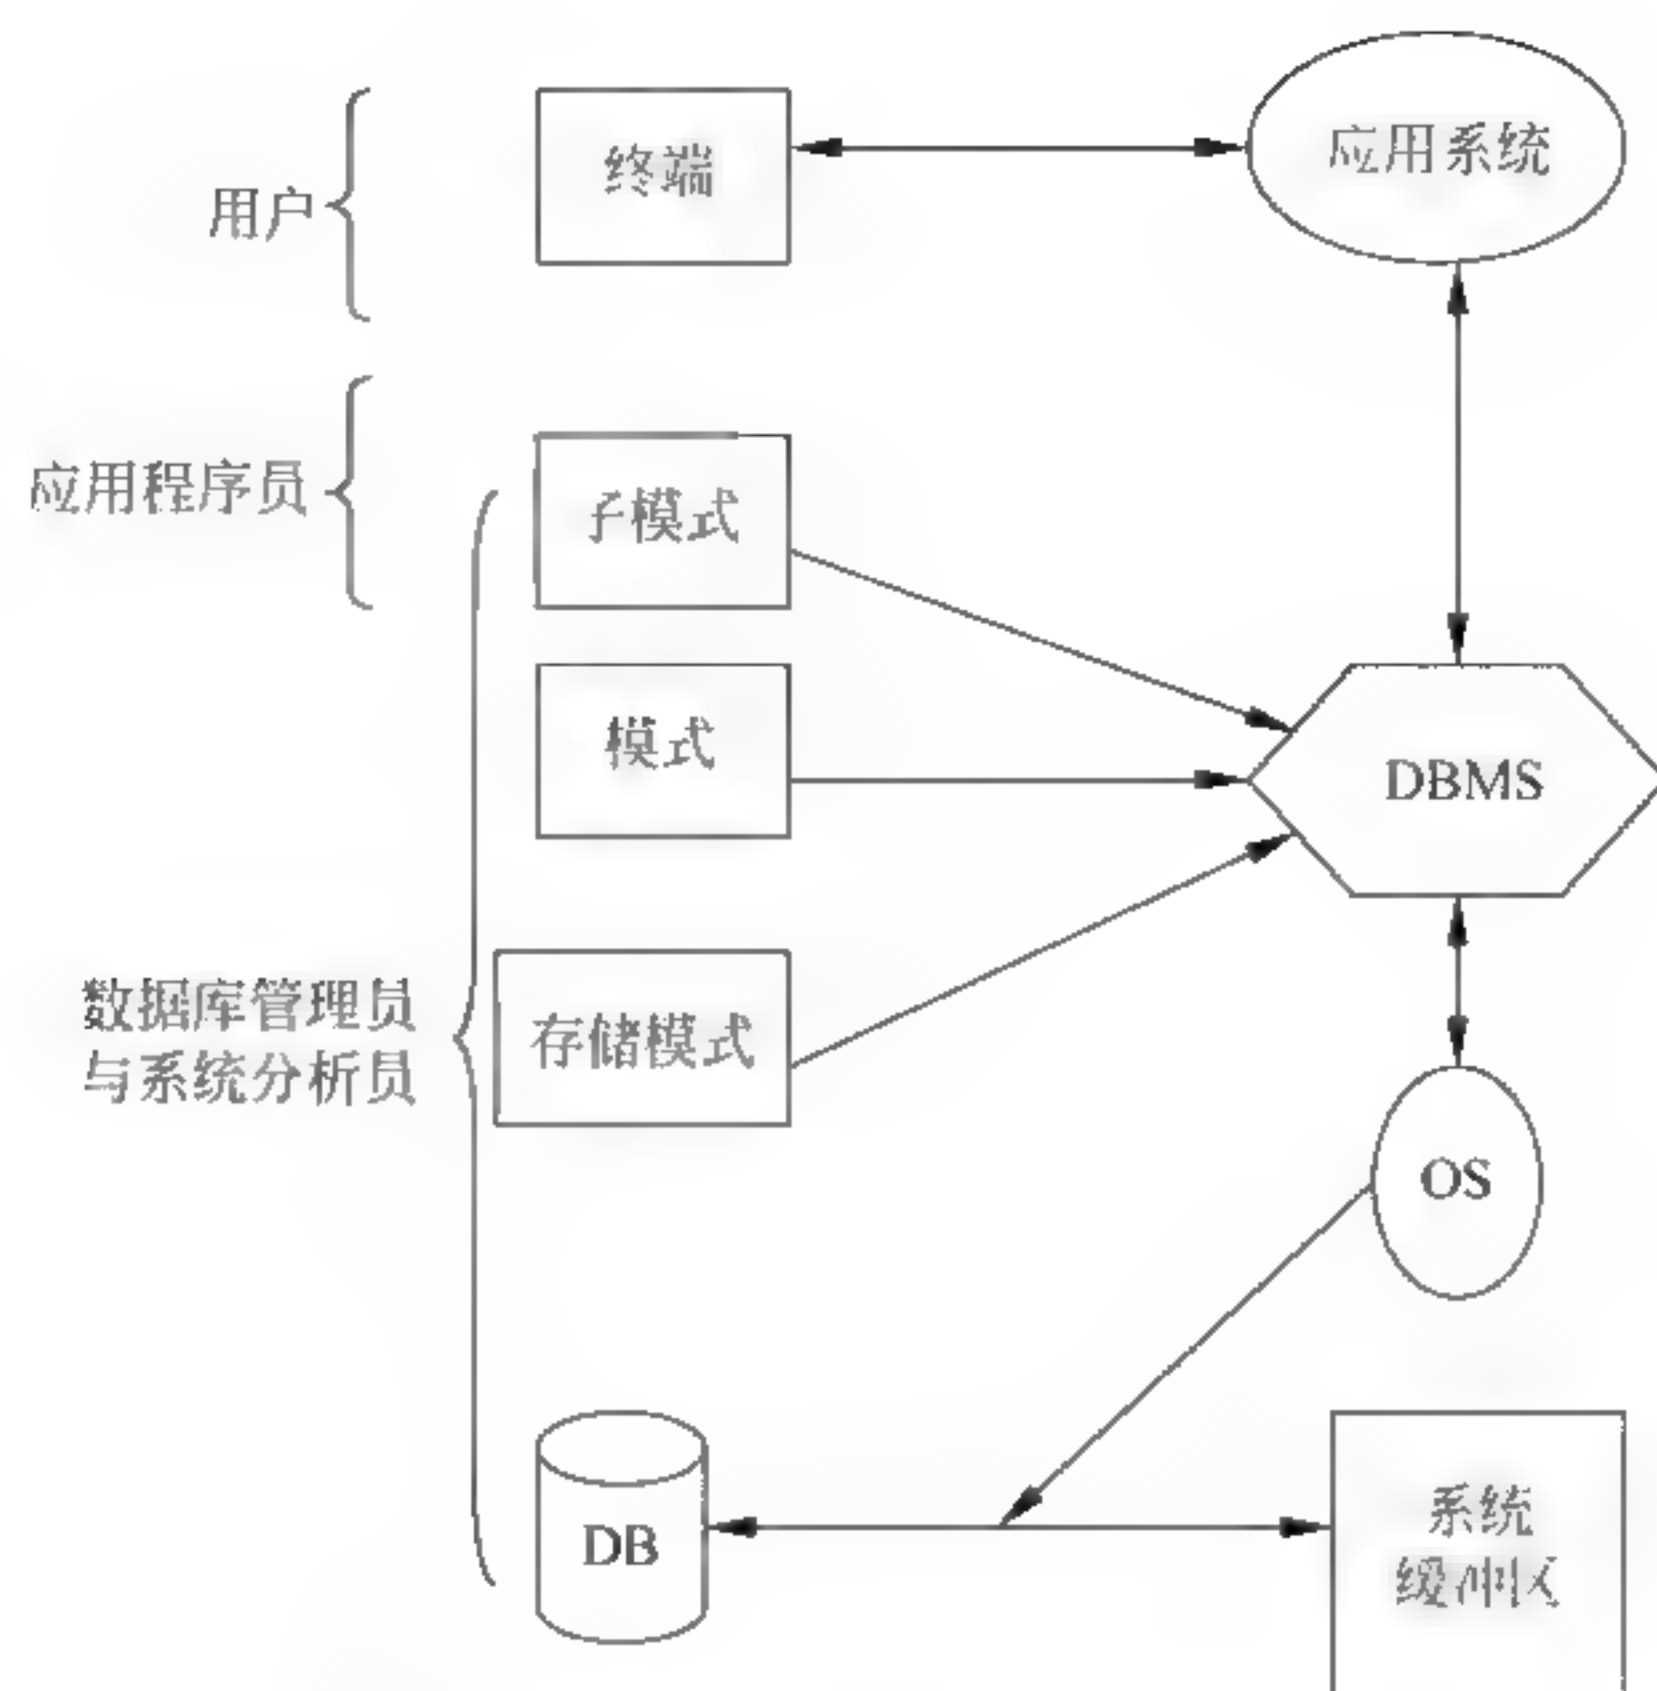 终端
应用系统
用户
应用程序员
子模式
模式
DBMS
数据库管理员
与系统分析员
存储模式
OS
DB
系统
缓冲区